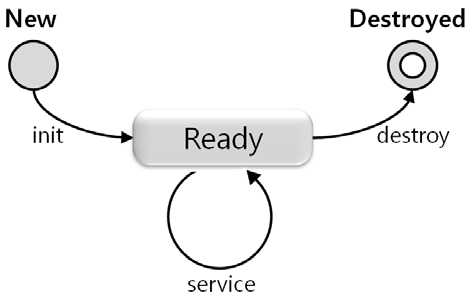 New
Destroyed
init
Ready
destroy
service